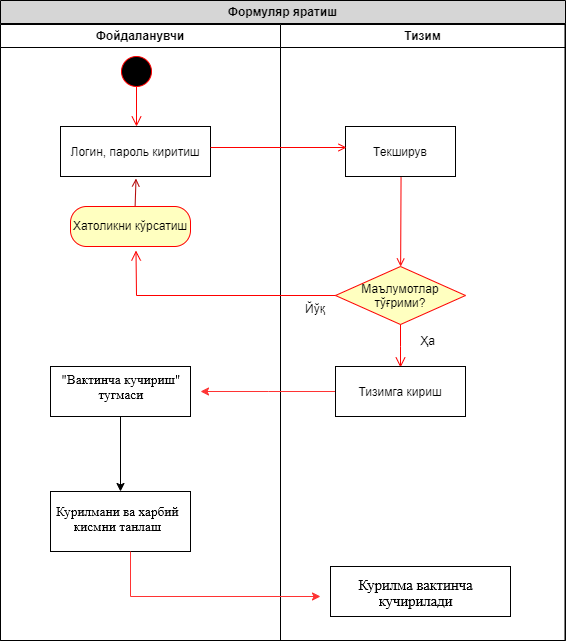 Формуляр яратиш
Фойдаланувчи
Тизим
Логин, пароль киритиш
Текширув
Хатоликни кўрсатиш
Маълумотлар
тўғрими?
Йўқ
Ҳа
"Вактинча кучириш"
тугмаси
Тизимга кириш
Курилмани ва харбий
кисмни танлаш
Курилма вактинча
кучирилади